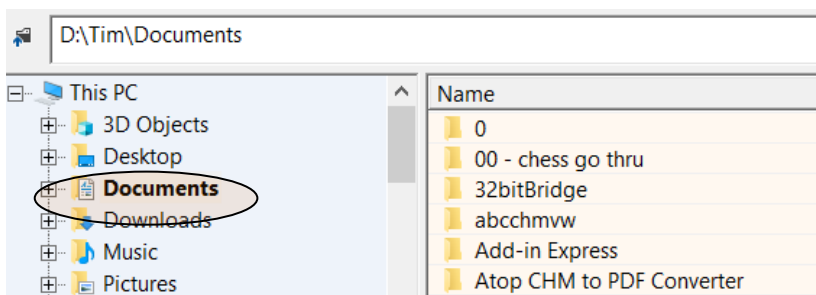 D:\Tim\Documents
This PC
3D Objects
Desktop
Documents
Downloads
Music
Pictures
Name
0
00 - chess go thru
32bitBridge
abcchmvw
Add-in Express
Atop CHM to PDF Converter